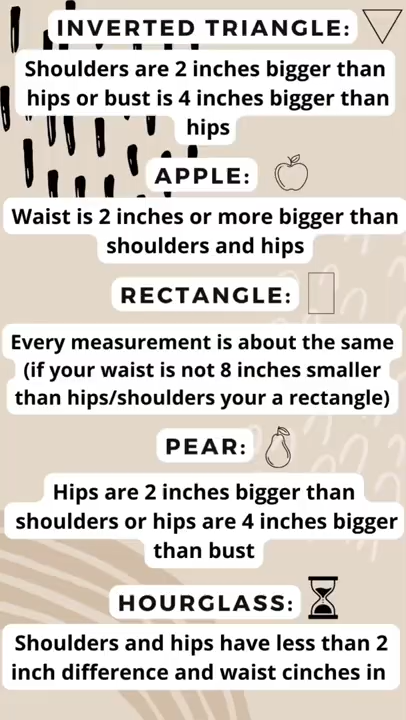 INVERTED TRIANGLE:
Shoulders are 2 inches bigger than
hips or bust is 4 inches bigger than
hips
APPLE:
Waist is 2 inches or more bigger than
shoulders and hips
RECTANGLE:
Every measurement is about the same
(if your waist is not 8 inches smaller
than hips/shoulders your a rectangle)
PEAR:
Hips are 2 inches bigger than
shoulders or hips are 4 inches bigger
than bust
HOURGLASS:
Shoulders and hips have less than 2
inch difference and waist cinches in